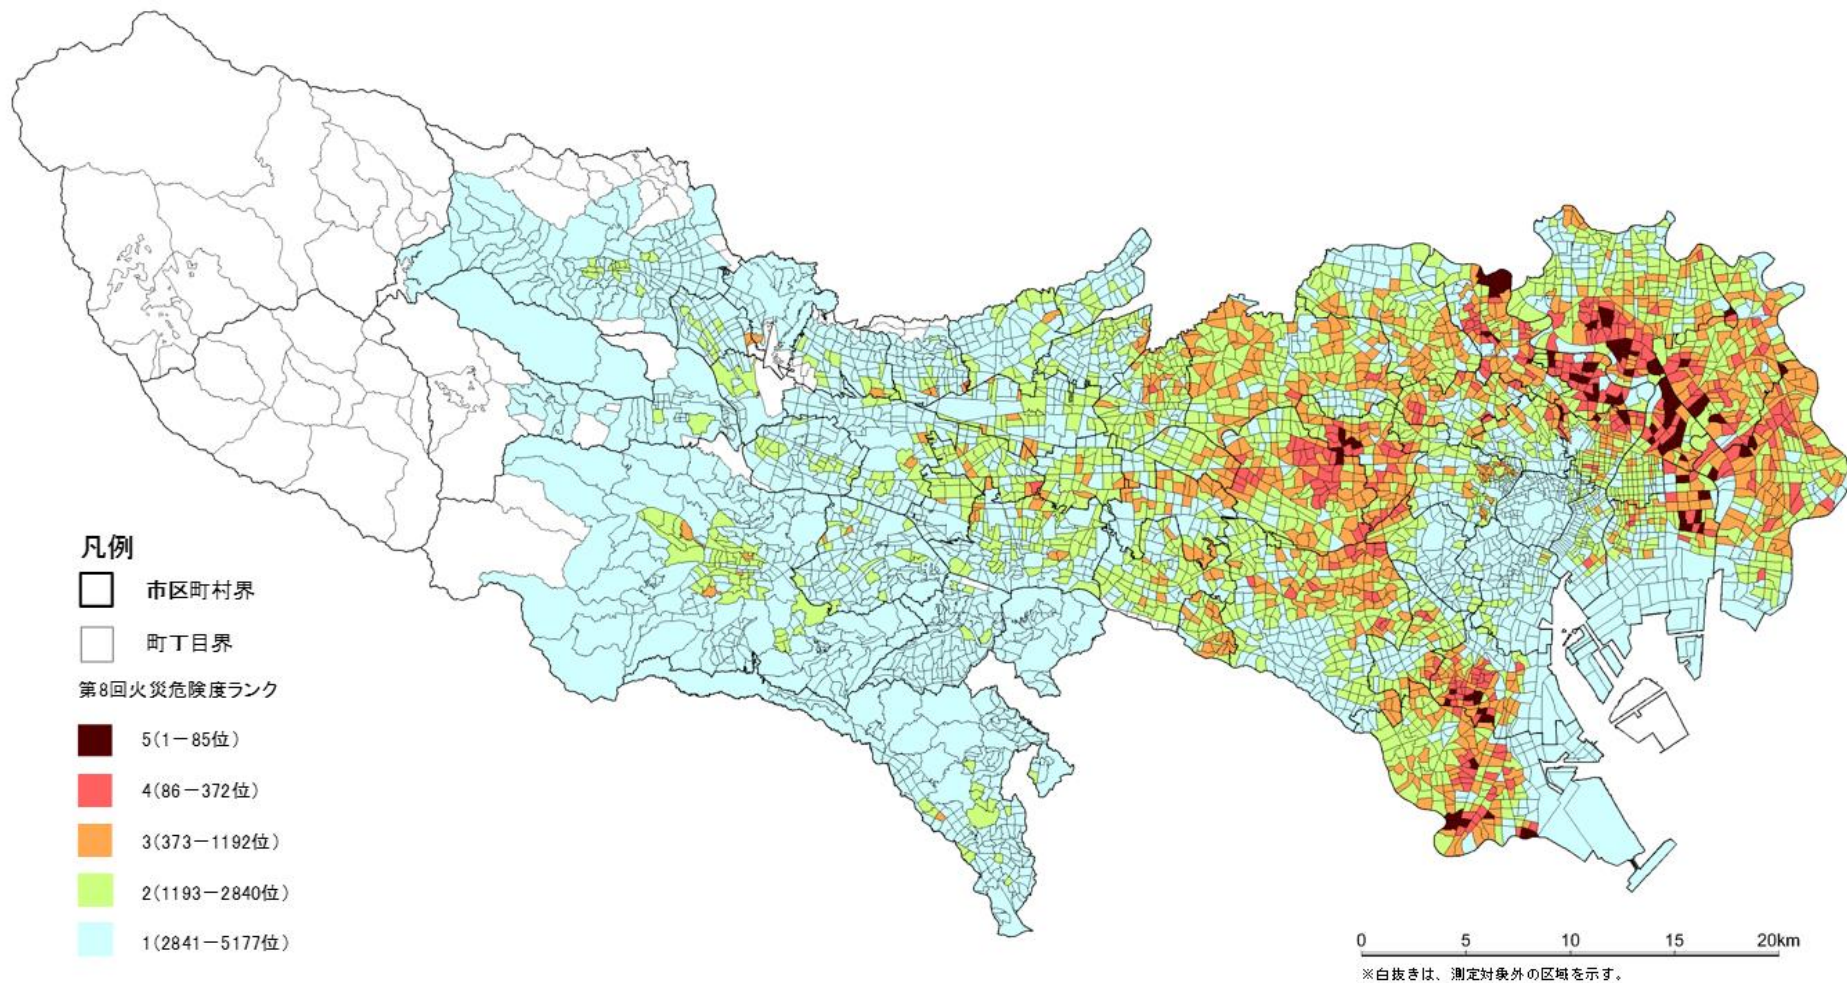 凡例
市区町村界
町丁目界
第8回火災危険度ランク
5(1－85位)
4(86－372位)
3(373－1192位)
2(1193－2840位)
1(2841－5177位)
0 5 10 15 20km
※白抜きは、測定対象外の区域を示す。